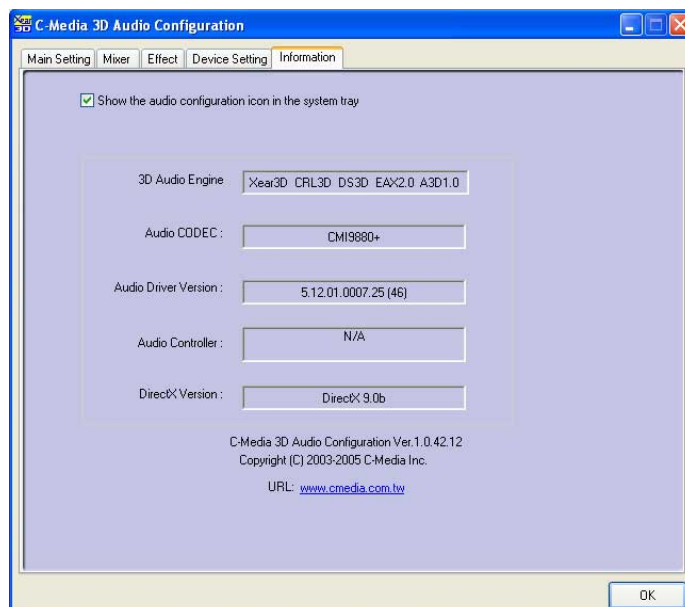 Xear 3D C-Media 3D Audio Configuration
Main Setting Mixer Effect Device Setting Information
Show the audio configuration icon in the system tray
3D Audio Engine Xear3D CRL3D DS3D EAX2.0 A3D1.0
Audio CODEC : CMI9880+
Audio Driver Version : 5.12.01.0007.25 (46)
Audio Controller : N/A
DirectX Version : DirectX 9.0b
C-Media 3D Audio Configuration Ver.1.0.42.12
Copyright (C) 2003-2005 C-Media Inc.
URL: www.cmedia.com.tw
OK